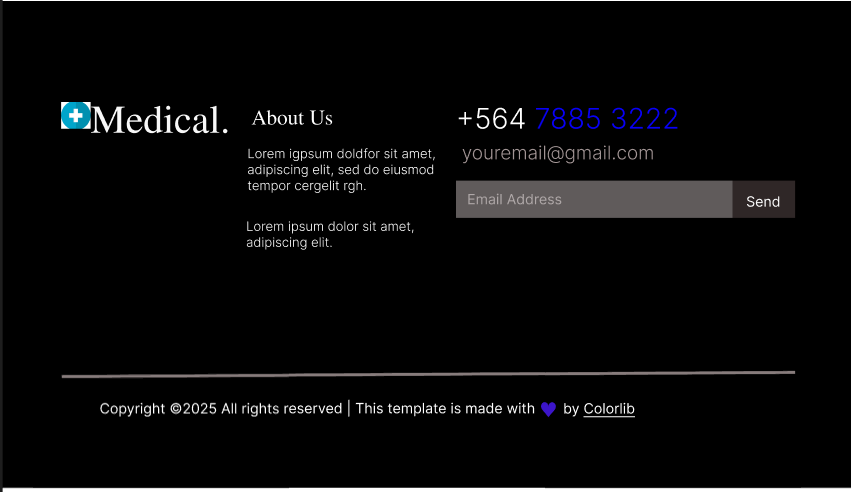 Medical.
About Us
Lorem igpsum doldfor sit amet,
adipiscing elit, sed do eiusmod
tempor cergelit rgh.
Lorem ipsum dolor sit amet,
adipiscing elit.
+564 7885 3222
youremail@gmail.com
Email Address
Send
Copyright ©2025 All rights reserved | This template is made with 💜 by Colorlib